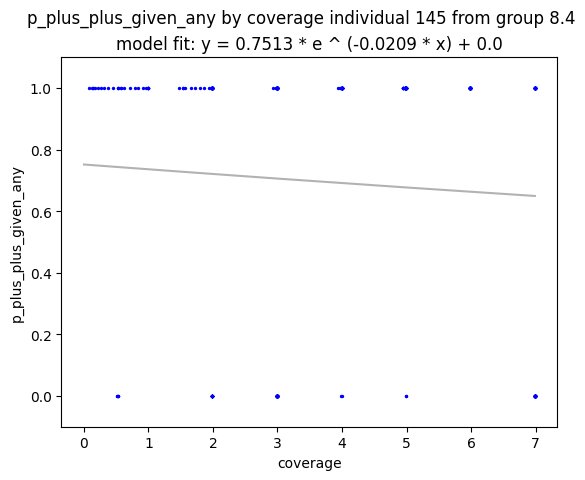 p_plus_plus_given_any by coverage individual 145 from group 8.4
model fit: y = 0.7513 * e ^ (-0.0209 * x) + 0.0
1.0
0.8
0.6
0.4
0.2
0.0
p_plus_plus_given_any
0 1 2 3 4 5 6 7
coverage